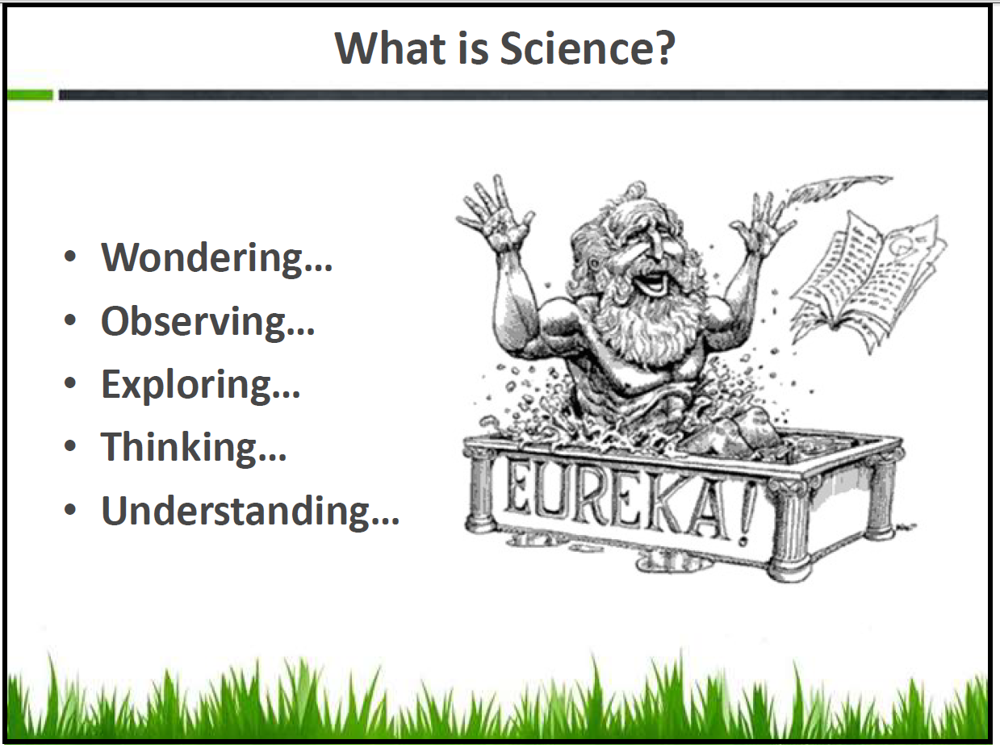 What is Science?
• Wondering...
• Observing...
• Exploring...
• Thinking...
• Understanding...
EUREKA!